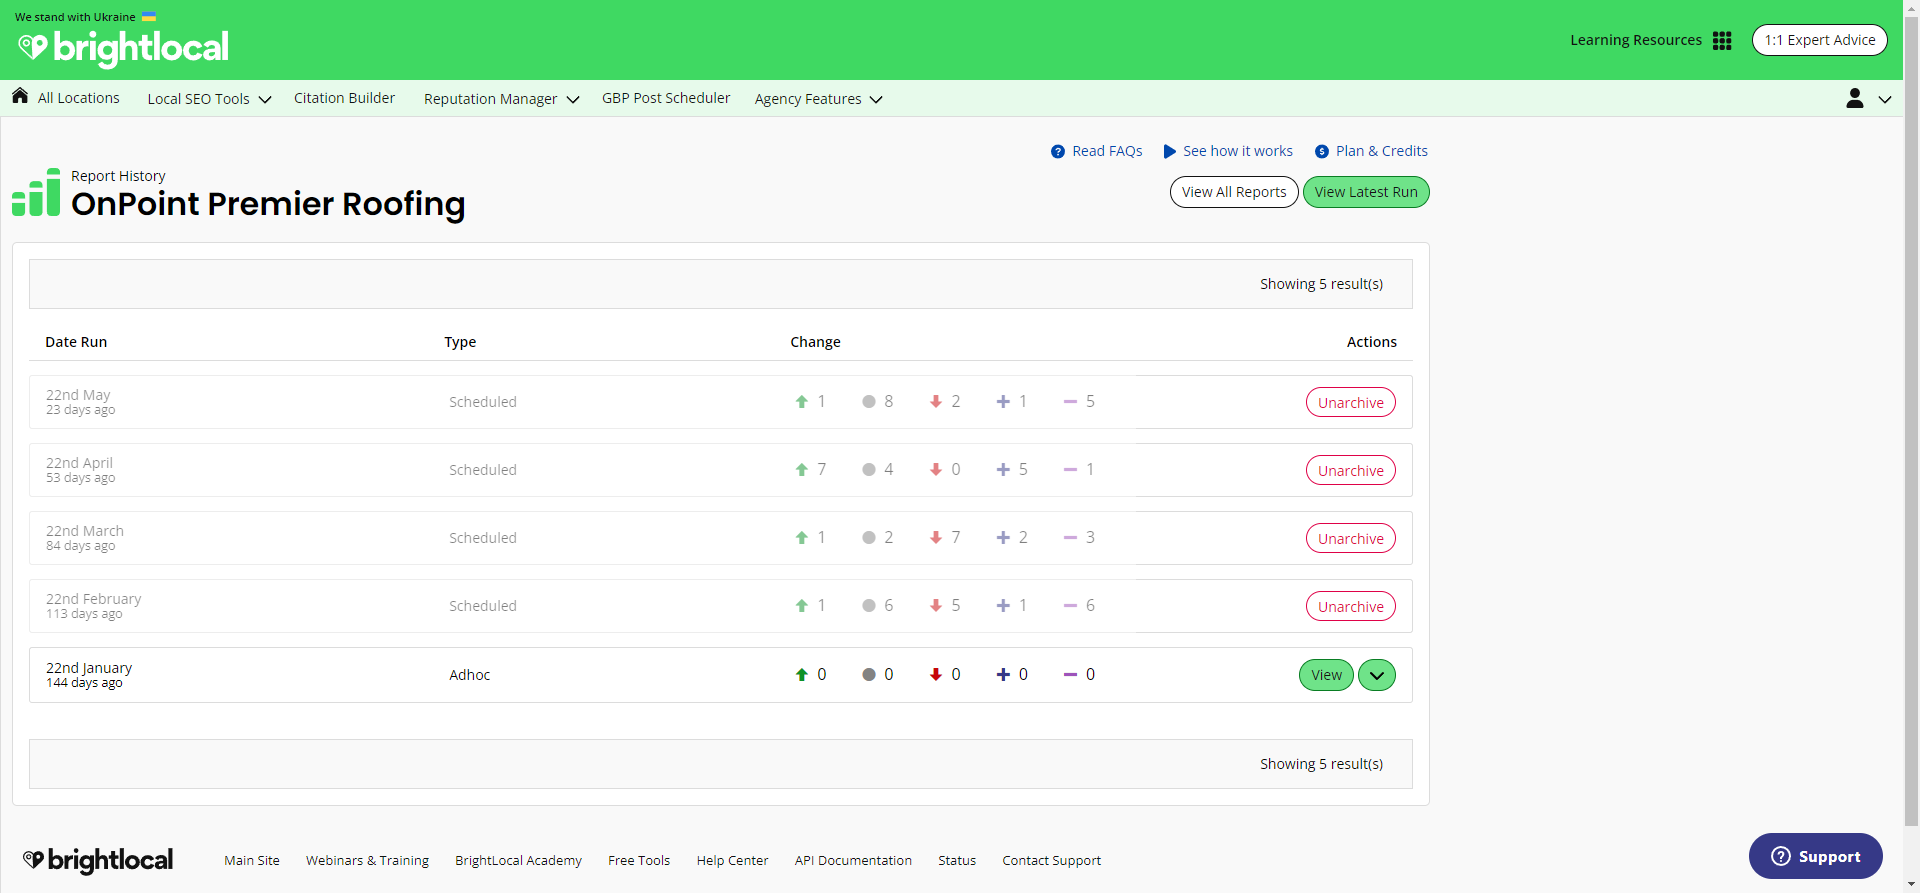 We stand with Ukraine
brightlocal
Learning Resources
1:1 Expert Advice
All Locations
Local SEO Tools
Citation Builder
Reputation Manager
GBP Post Scheduler
Agency Features
Read FAQs
See how it works
Plan & Credits
Report History
OnPoint Premier Roofing
View All Reports
View Latest Run
Showing 5 result(s)
Date Run Type Change Actions
22nd May
23 days ago
Scheduled 1 8 2 1 5 Unarchive
22nd April
53 days ago
Scheduled 7 4 0 5 1 Unarchive
22nd March
84 days ago
Scheduled 1 2 7 2 3 Unarchive
22nd February
113 days ago
Scheduled 1 6 5 1 6 Unarchive
22nd January
144 days ago
Adhoc 0 0 0 0 0 View
Showing 5 result(s)
brightlocal
Main Site
Webinars & Training
BrightLocal Academy
Free Tools
Help Center
API Documentation
Status
Contact Support
Support